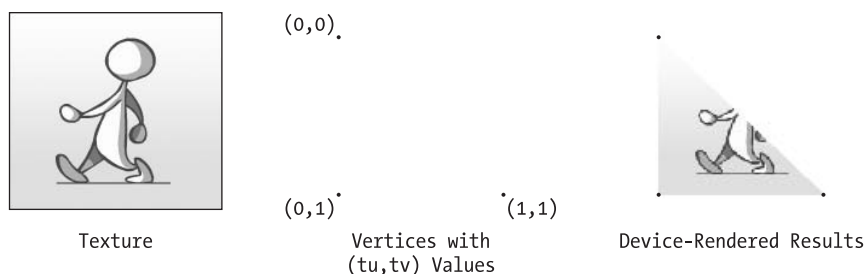 (0,0)
(0,1)
(1,1)
Texture
Vertices with
(tu,tv) Values
Device-Rendered Results